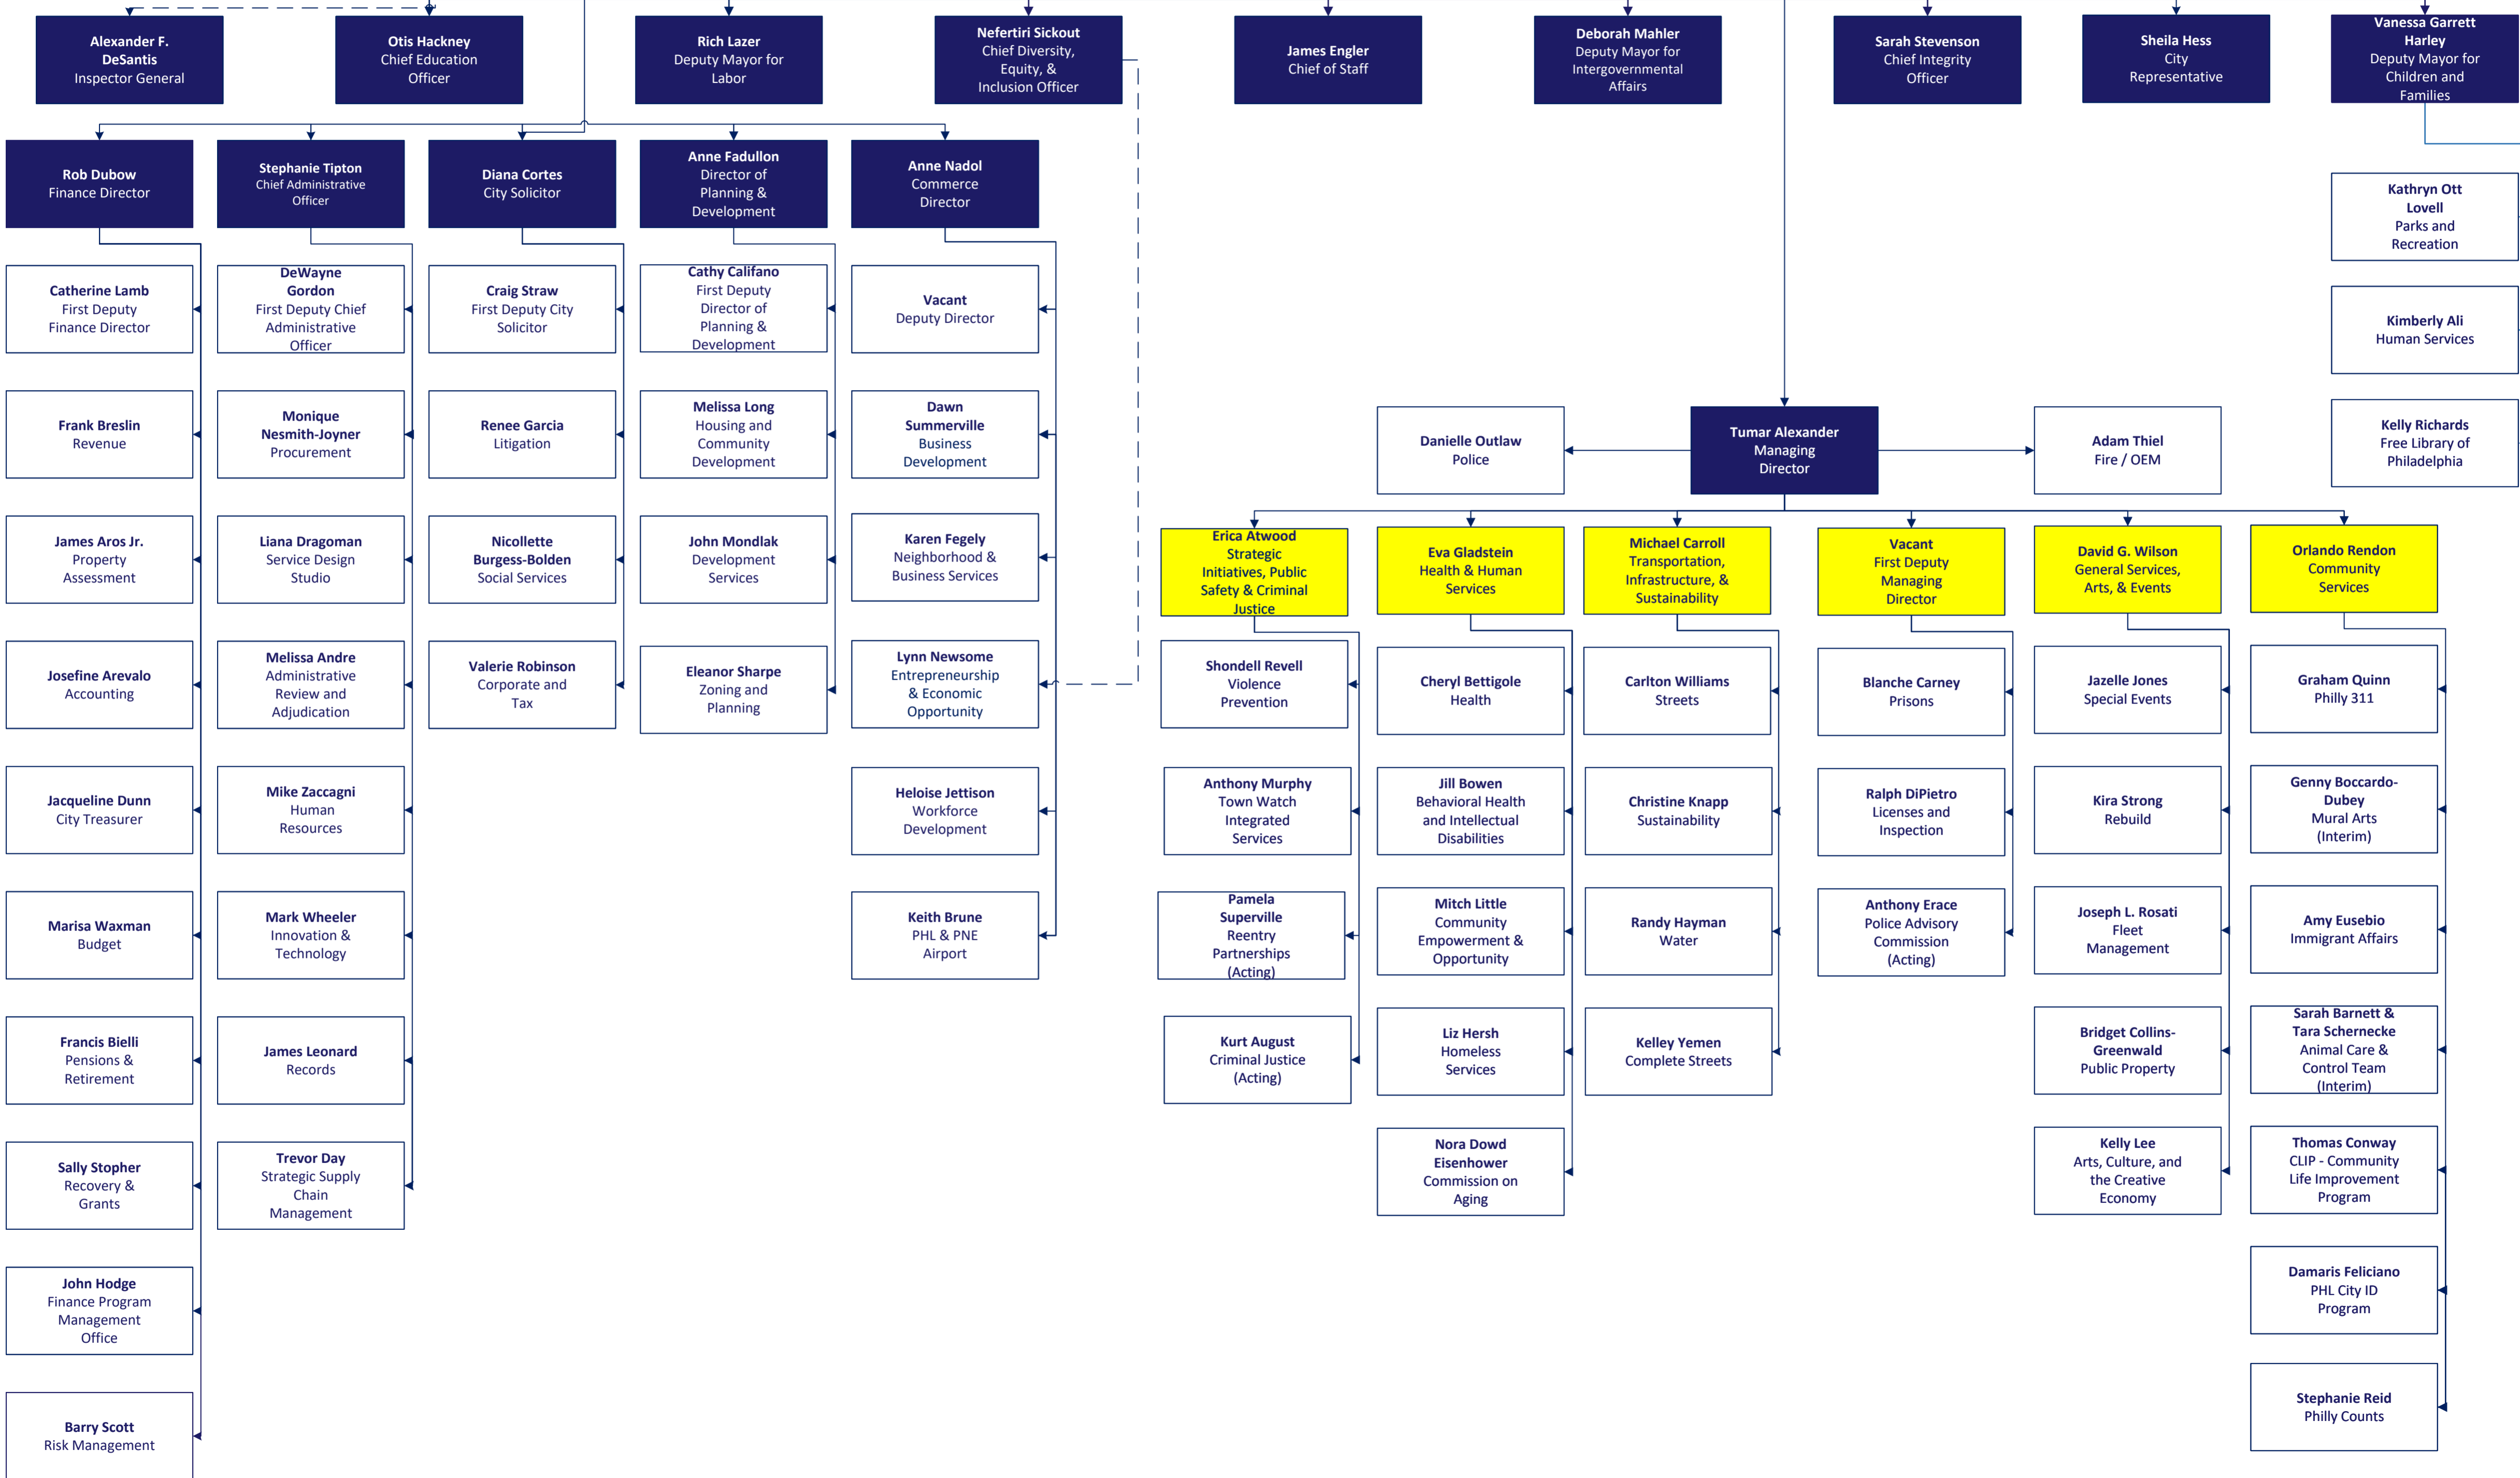 Alexander F.
DeSantis
Inspector General
Otis Hackney
Chief Education
Officer
Rich Lazer
Deputy Mayor for
Labor
Nefertiri Sickout
Chief Diversity,
Equity, &
Inclusion Officer
James Engler
Chief of Staff
Deborah Mahler
Deputy Mayor for
Intergovernmental
Affairs
Sarah Stevenson
Chief Integrity
Officer
Sheila Hess
City
Representative
Vanessa Garrett
Harley
Deputy Mayor for
Children and
Families
Rob Dubow
Finance Director
Stephanie Tipton
Chief Administrative
Officer
Diana Cortes
City Solicitor
Anne Fadullon
Director of
Planning &
Development
Anne Nadol
Commerce
Director
Catherine Lamb
First Deputy
Finance Director
Frank Breslin
Revenue
James Aros Jr.
Property
Assessment
Josefine Arevalo
Accounting
Jacqueline Dunn
City Treasurer
Marisa Waxman
Budget
Francis Bielli
Pensions &
Retirement
Sally Stopher
Recovery &
Grants
John Hodge
Finance Program
Management
Office
Barry Scott
Risk Management
DeWayne
Gordon
First Deputy Chief
Administrative
Officer
Monique
Nesmith-Joyner
Procurement
Liana Dragoman
Service Design
Studio
Melissa Andre
Administrative
Review and
Adjudication
Mike Zaccagni
Human
Resources
Mark Wheeler
Innovation &
Technology
James Leonard
Records
Trevor Day
Strategic Supply
Chain
Management
Craig Straw
First Deputy City
Solicitor
Renee Garcia
Litigation
Nicollette
Burgess-Bolden
Social Services
Valerie Robinson
Corporate and
Tax
Cathy Califano
First Deputy
Director of
Planning &
Development
Melissa Long
Housing and
Community
Development
John Mondlak
Development
Services
Eleanor Sharpe
Zoning and
Planning
Vacant
Deputy Director
Dawn
Summerville
Business
Development
Karen Fegely
Neighborhood &
Business Services
Lynn Newsome
Entrepreneurship
& Economic
Opportunity
Heloise Jettison
Workforce
Development
Keith Brune
PHL & PNE
Airport
Kathryn Ott
Lovell
Parks and
Recreation
Kimberly Ali
Human Services
Kelly Richards
Free Library of
Philadelphia
Danielle Outlaw
Police
Tumar Alexander
Managing
Director
Adam Thiel
Fire / OEM
Erica Atwood
Strategic
Initiatives, Public
Safety & Criminal
Justice
Eva Gladstein
Health & Human
Services
Michael Carroll
Transportation,
Infrastructure, &
Sustainability
Vacant
First Deputy
Managing
Director
David G. Wilson
General Services,
Arts, & Events
Orlando Rendon
Community
Services
Shondell Revell
Violence
Prevention
Anthony Murphy
Town Watch
Integrated
Services
Pamela
Superville
Reentry
Partnerships
(Acting)
Kurt August
Criminal Justice
(Acting)
Cheryl Bettigole
Health
Jill Bowen
Behavioral Health
and Intellectual
Disabilities
Mitch Little
Community
Empowerment &
Opportunity
Liz Hersh
Homeless
Services
Nora Dowd
Eisenhower
Commission on
Aging
Carlton Williams
Streets
Christine Knapp
Sustainability
Randy Hayman
Water
Kelley Yemen
Complete Streets
Blanche Carney
Prisons
Ralph DiPietro
Licenses and
Inspection
Anthony Erace
Police Advisory
Commission
(Acting)
Jazelle Jones
Special Events
Kira Strong
Rebuild
Joseph L. Rosati
Fleet
Management
Bridget Collins-
Greenwald
Public Property
Kelly Lee
Arts, Culture, and
the Creative
Economy
Graham Quinn
Philly 311
Genny Boccardo-
Dubey
Mural Arts
(Interim)
Amy Eusebio
Immigrant Affairs
Sarah Barnett &
Tara Schernecke
Animal Care &
Control Team
(Interim)
Thomas Conway
CLIP - Community
Life Improvement
Program
Damaris Feliciano
PHL City ID
Program
Stephanie Reid
Philly Counts